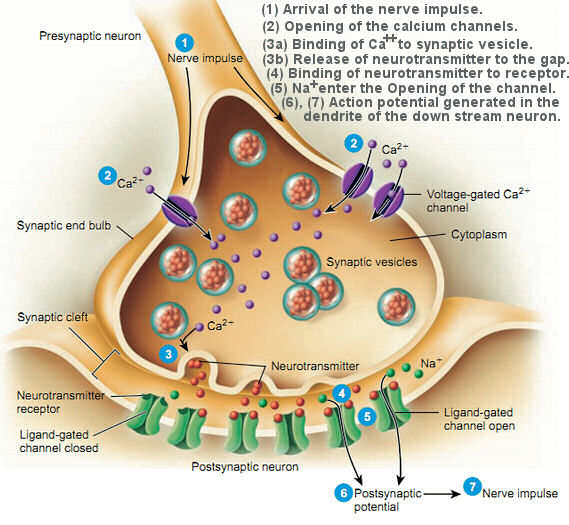 (1) Arrival of the nerve impulse.
(2) Opening of the calcium channels.
(3a) Binding of Ca++ to synaptic vesicle.
(3b) Release of neurotransmitter to the gap.
(4) Binding of neurotransmitter to receptor.
(5) Na+ enter the Opening of the channel.
(6), (7) Action potential generated in the
dendrite of the down stream neuron.
Presynaptic neuron
1
Nerve impulse
2
Ca2+
2
Ca2+
Voltage-gated Ca2+
channel
Synaptic end bulb
Cytoplasm
Synaptic vesicles
Synaptic cleft
Ca2+
3
Neurotransmitter
Na+
4
Neurotransmitter
receptor
5
Ligand-gated
channel open
Ligand-gated
channel closed
Postsynaptic neuron
6 Postsynaptic
potential
7 Nerve impulse